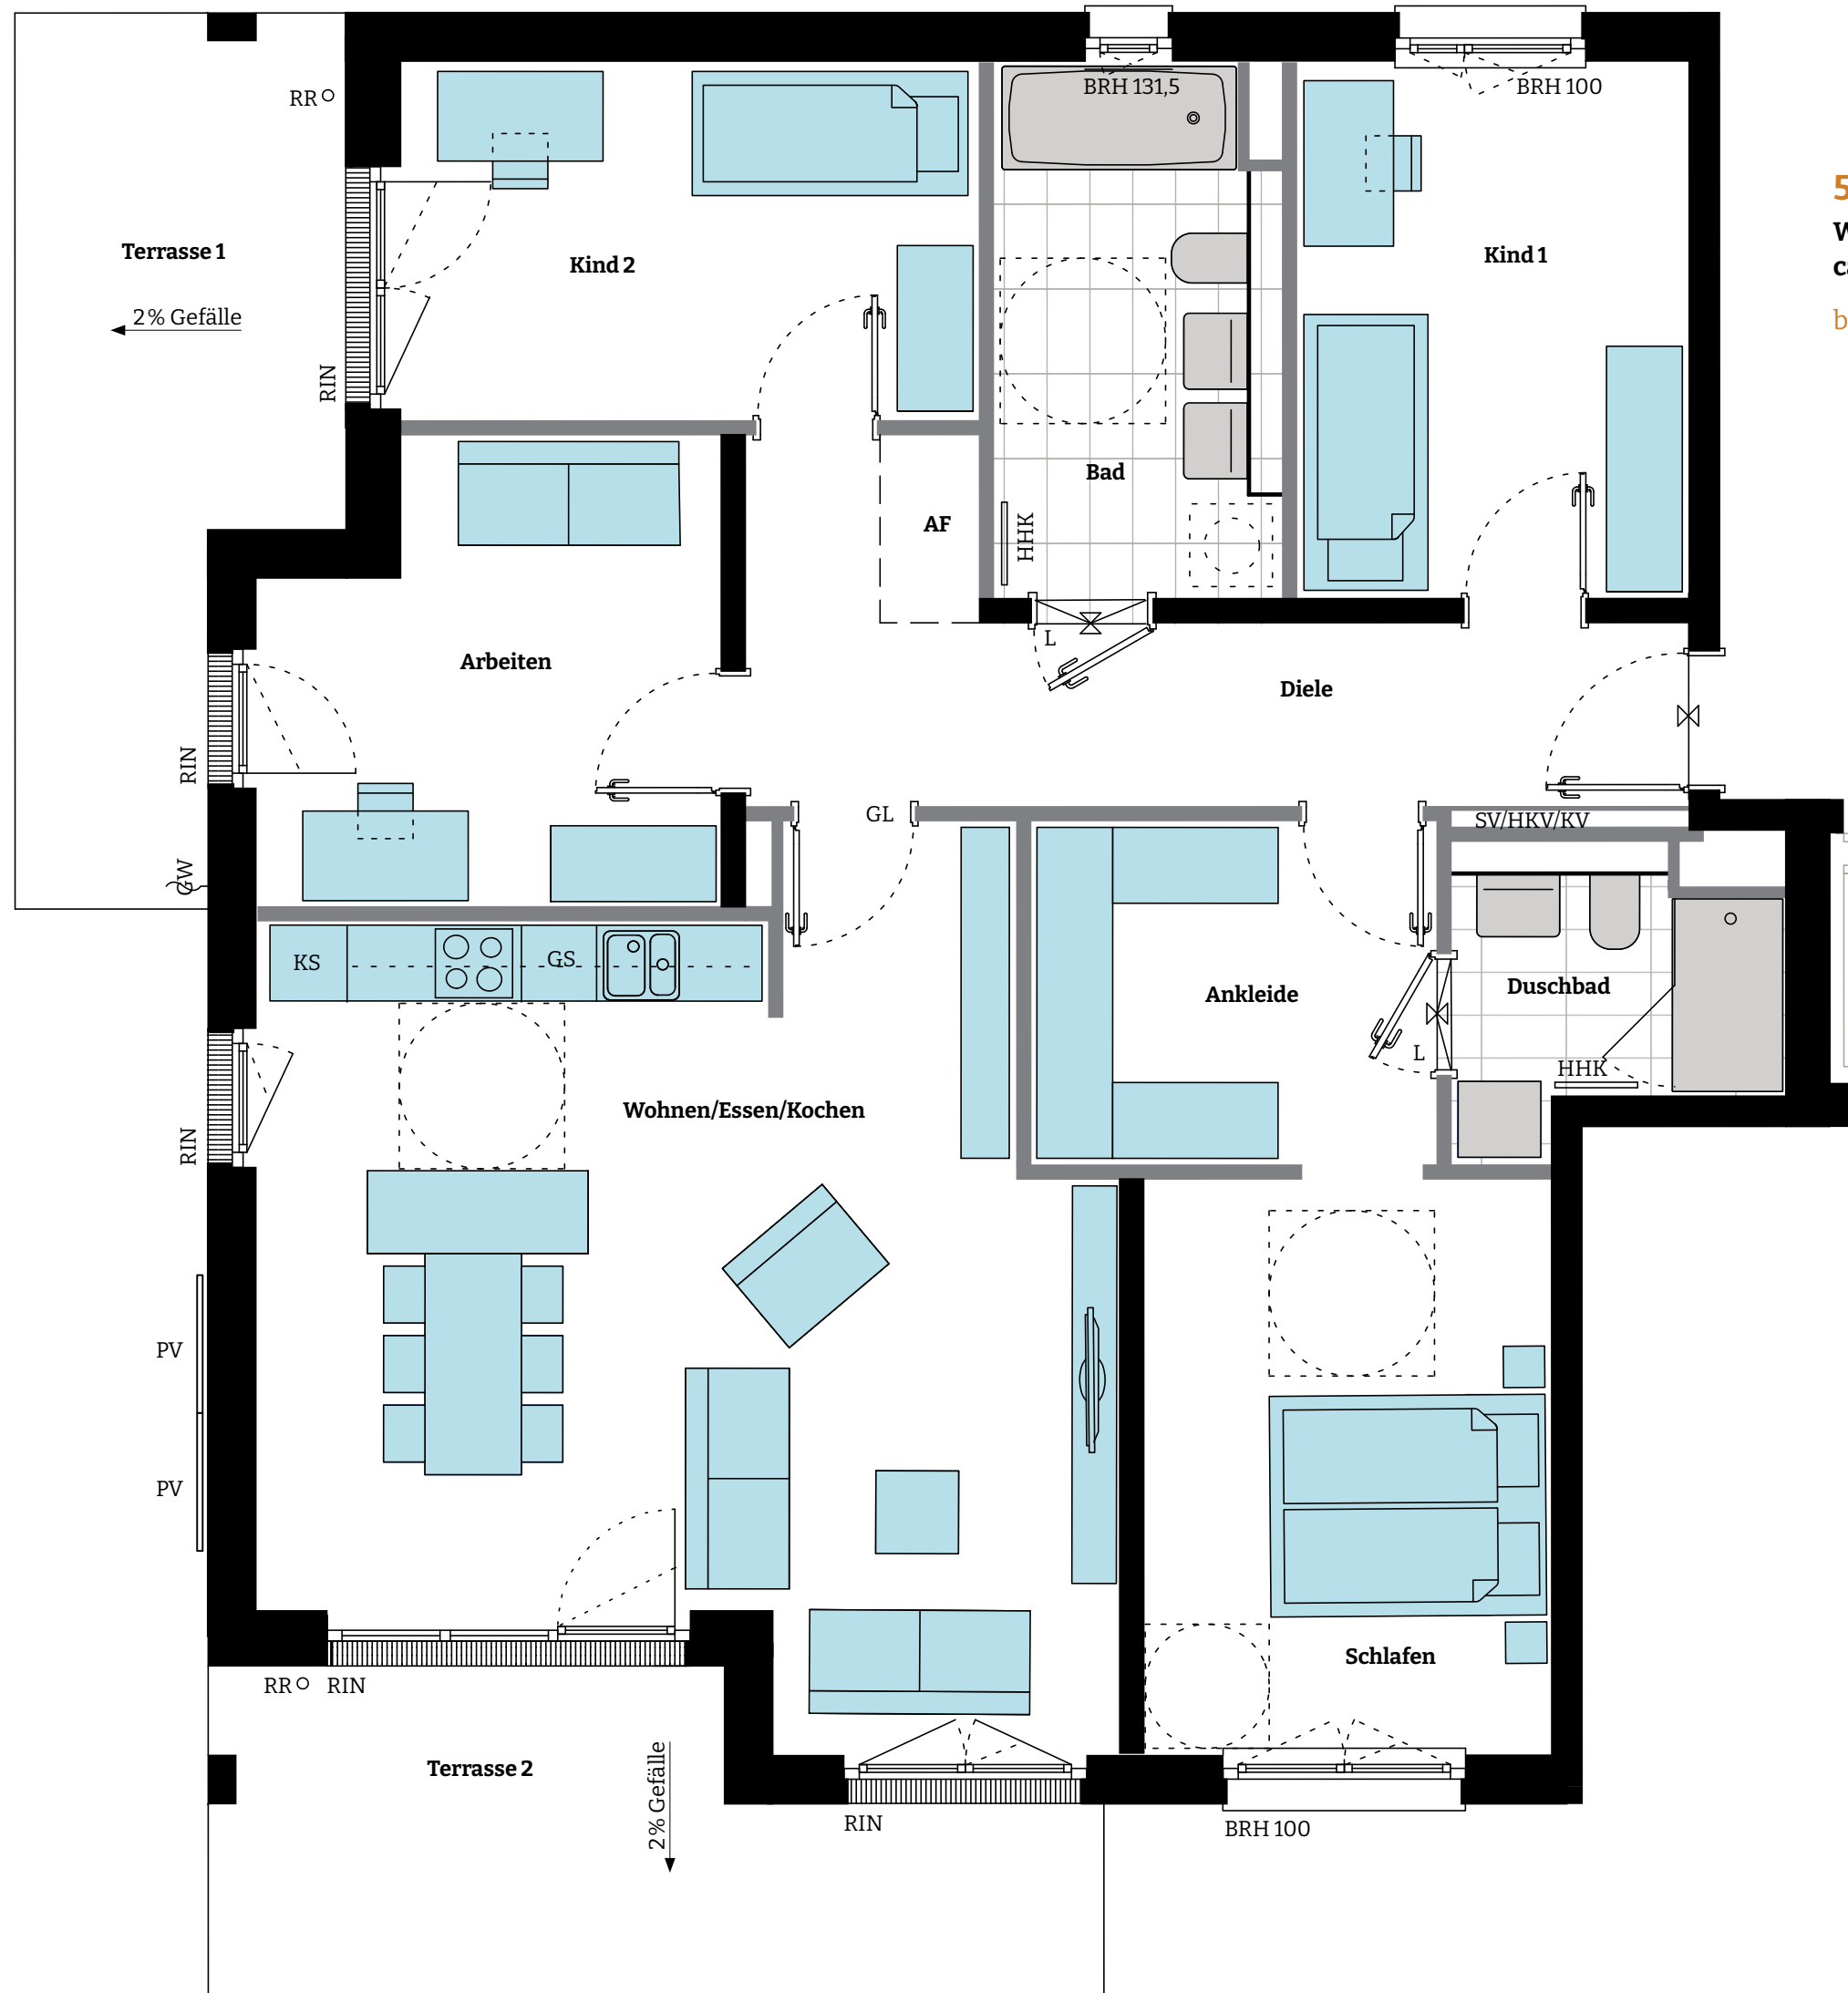 BRH 131,5
BRH 100
RR
5
W
c
b
Terrasse 1
2% Gefälle
Kind 2
Kind 1
RIN
Bad
AF
HHK
L
Arbeiten
Diele
RIN
GL
SV/HKV/KV
GW
KS
GS
Ankleide
Duschbad
L
HHK
Wohnen/Essen/Kochen
RIN
PV
PV
Schlafen
RR
RIN
Terrasse 2
2% Gefälle
RIN
BRH 100